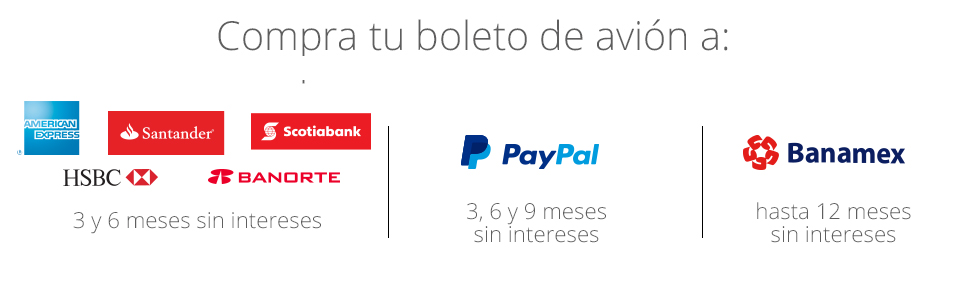 Compra tu boleto de avión a:
AMERICAN
EXPRESS
Santander
Scotiabank
HSBC
BANORTE
3 y 6 meses sin intereses
PayPal
3, 6 y 9 meses
sin intereses
Banamex
hasta 12 meses
sin intereses